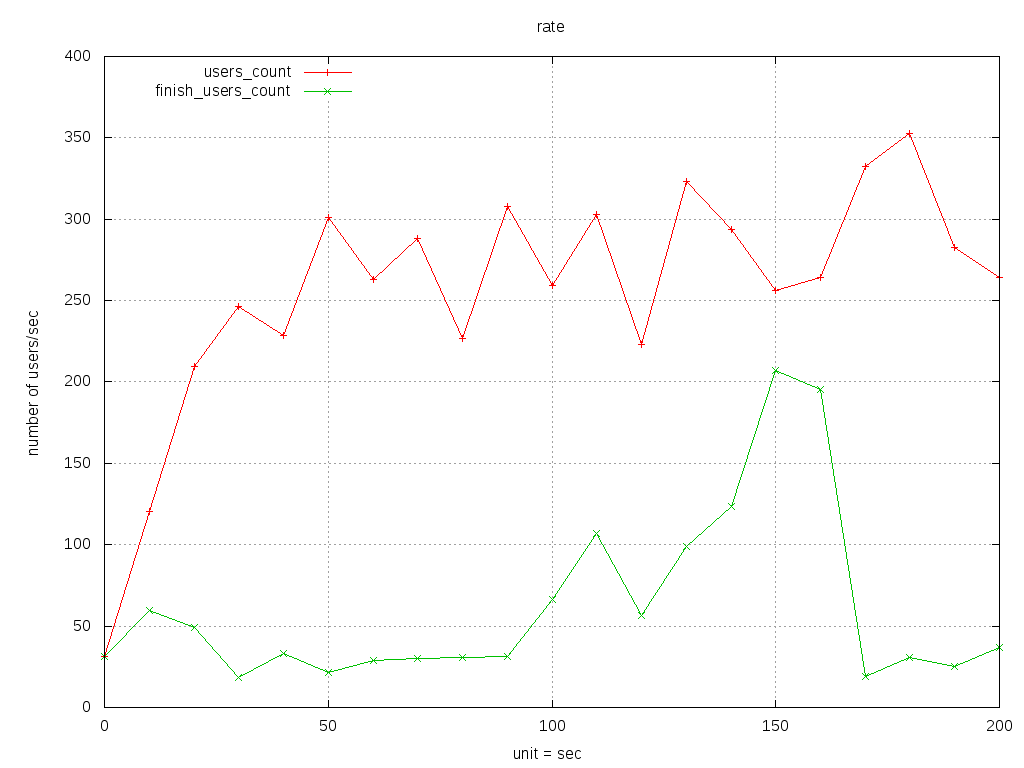 rate
400
users_count
finish_users_count
350
300
250
200
150
100
50
0
number of users/sec
0 50 100 150 200
unit = sec